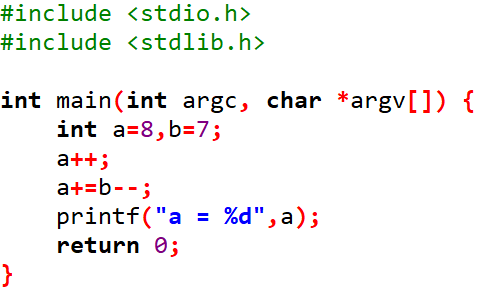 #include <stdio.h>
#include <stdlib.h>

int main(int argc, char *argv[]) {
    int a=8,b=7;
    a++;
    a+=b--;
    printf("a = %d",a);
    return 0;
}